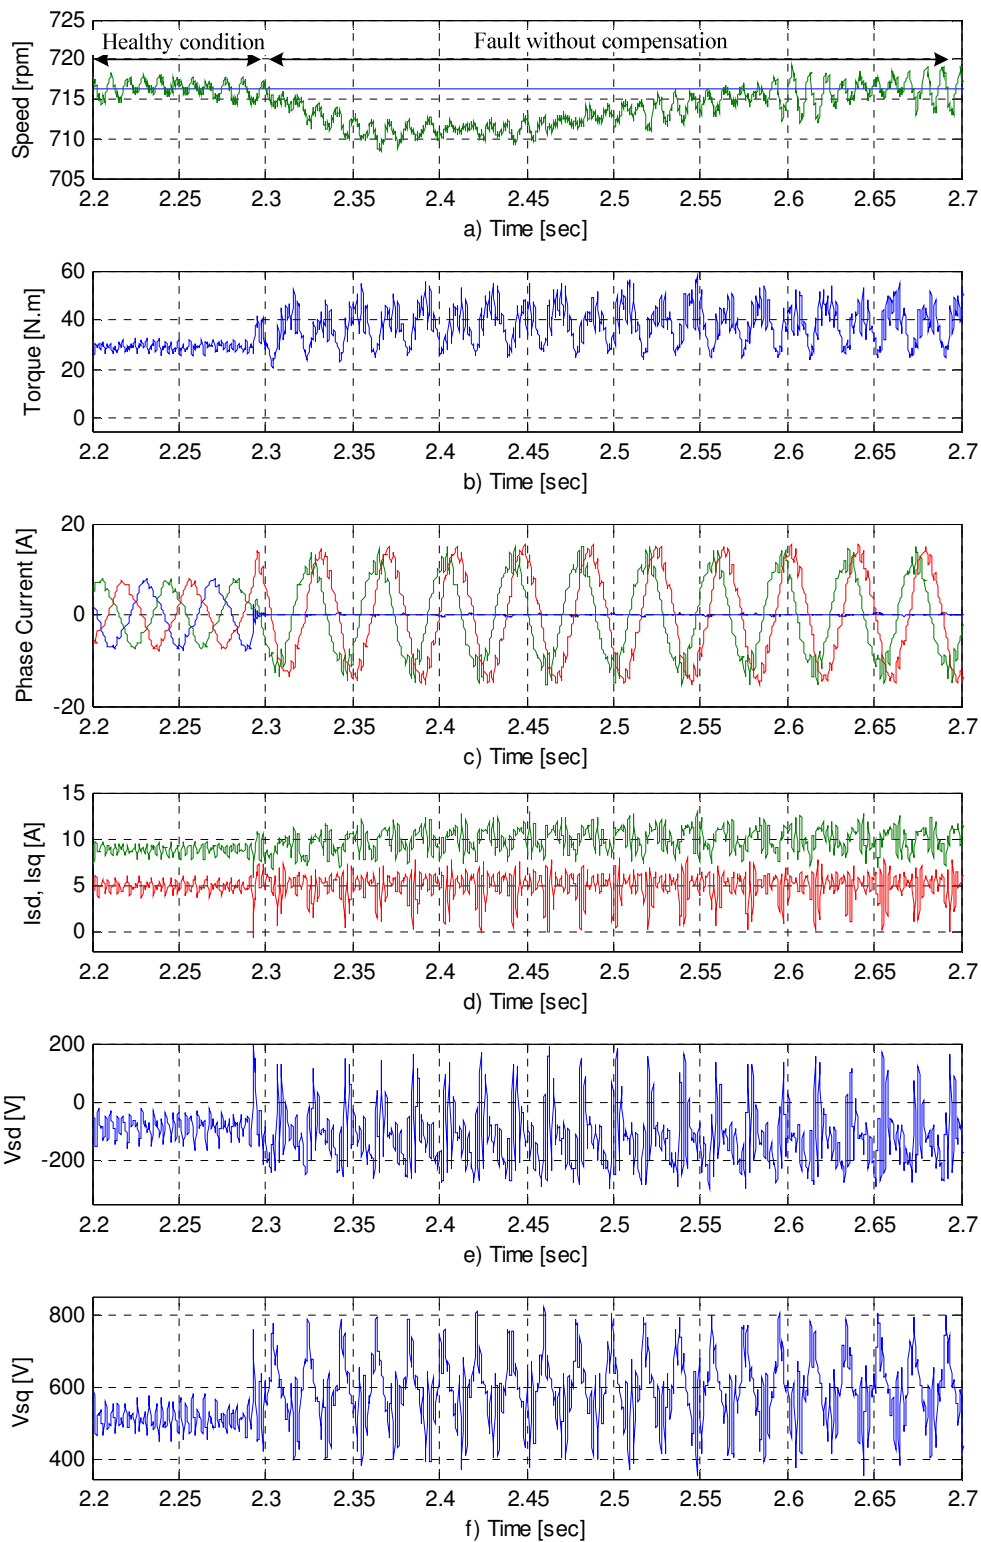 725
720
715
710
705
Speed [rpm]
Healthy condition
Fault without compensation
2.2 2.25 2.3 2.35 2.4 2.45 2.5 2.55 2.6 2.65 2.7
a) Time [sec]
60
40
20
0
Torque [N.m]
2.2 2.25 2.3 2.35 2.4 2.45 2.5 2.55 2.6 2.65 2.7
b) Time [sec]
20
0
-20
Phase Current [A]
2.2 2.25 2.3 2.35 2.4 2.45 2.5 2.55 2.6 2.65 2.7
c) Time [sec]
15
10
5
0
Isd, Isq [A]
2.2 2.25 2.3 2.35 2.4 2.45 2.5 2.55 2.6 2.65 2.7
d) Time [sec]
200
0
-200
Vsd [V]
2.2 2.25 2.3 2.35 2.4 2.45 2.5 2.55 2.6 2.65 2.7
e) Time [sec]
800
600
400
Vsq [V]
2.2 2.25 2.3 2.35 2.4 2.45 2.5 2.55 2.6 2.65 2.7
f) Time [sec]